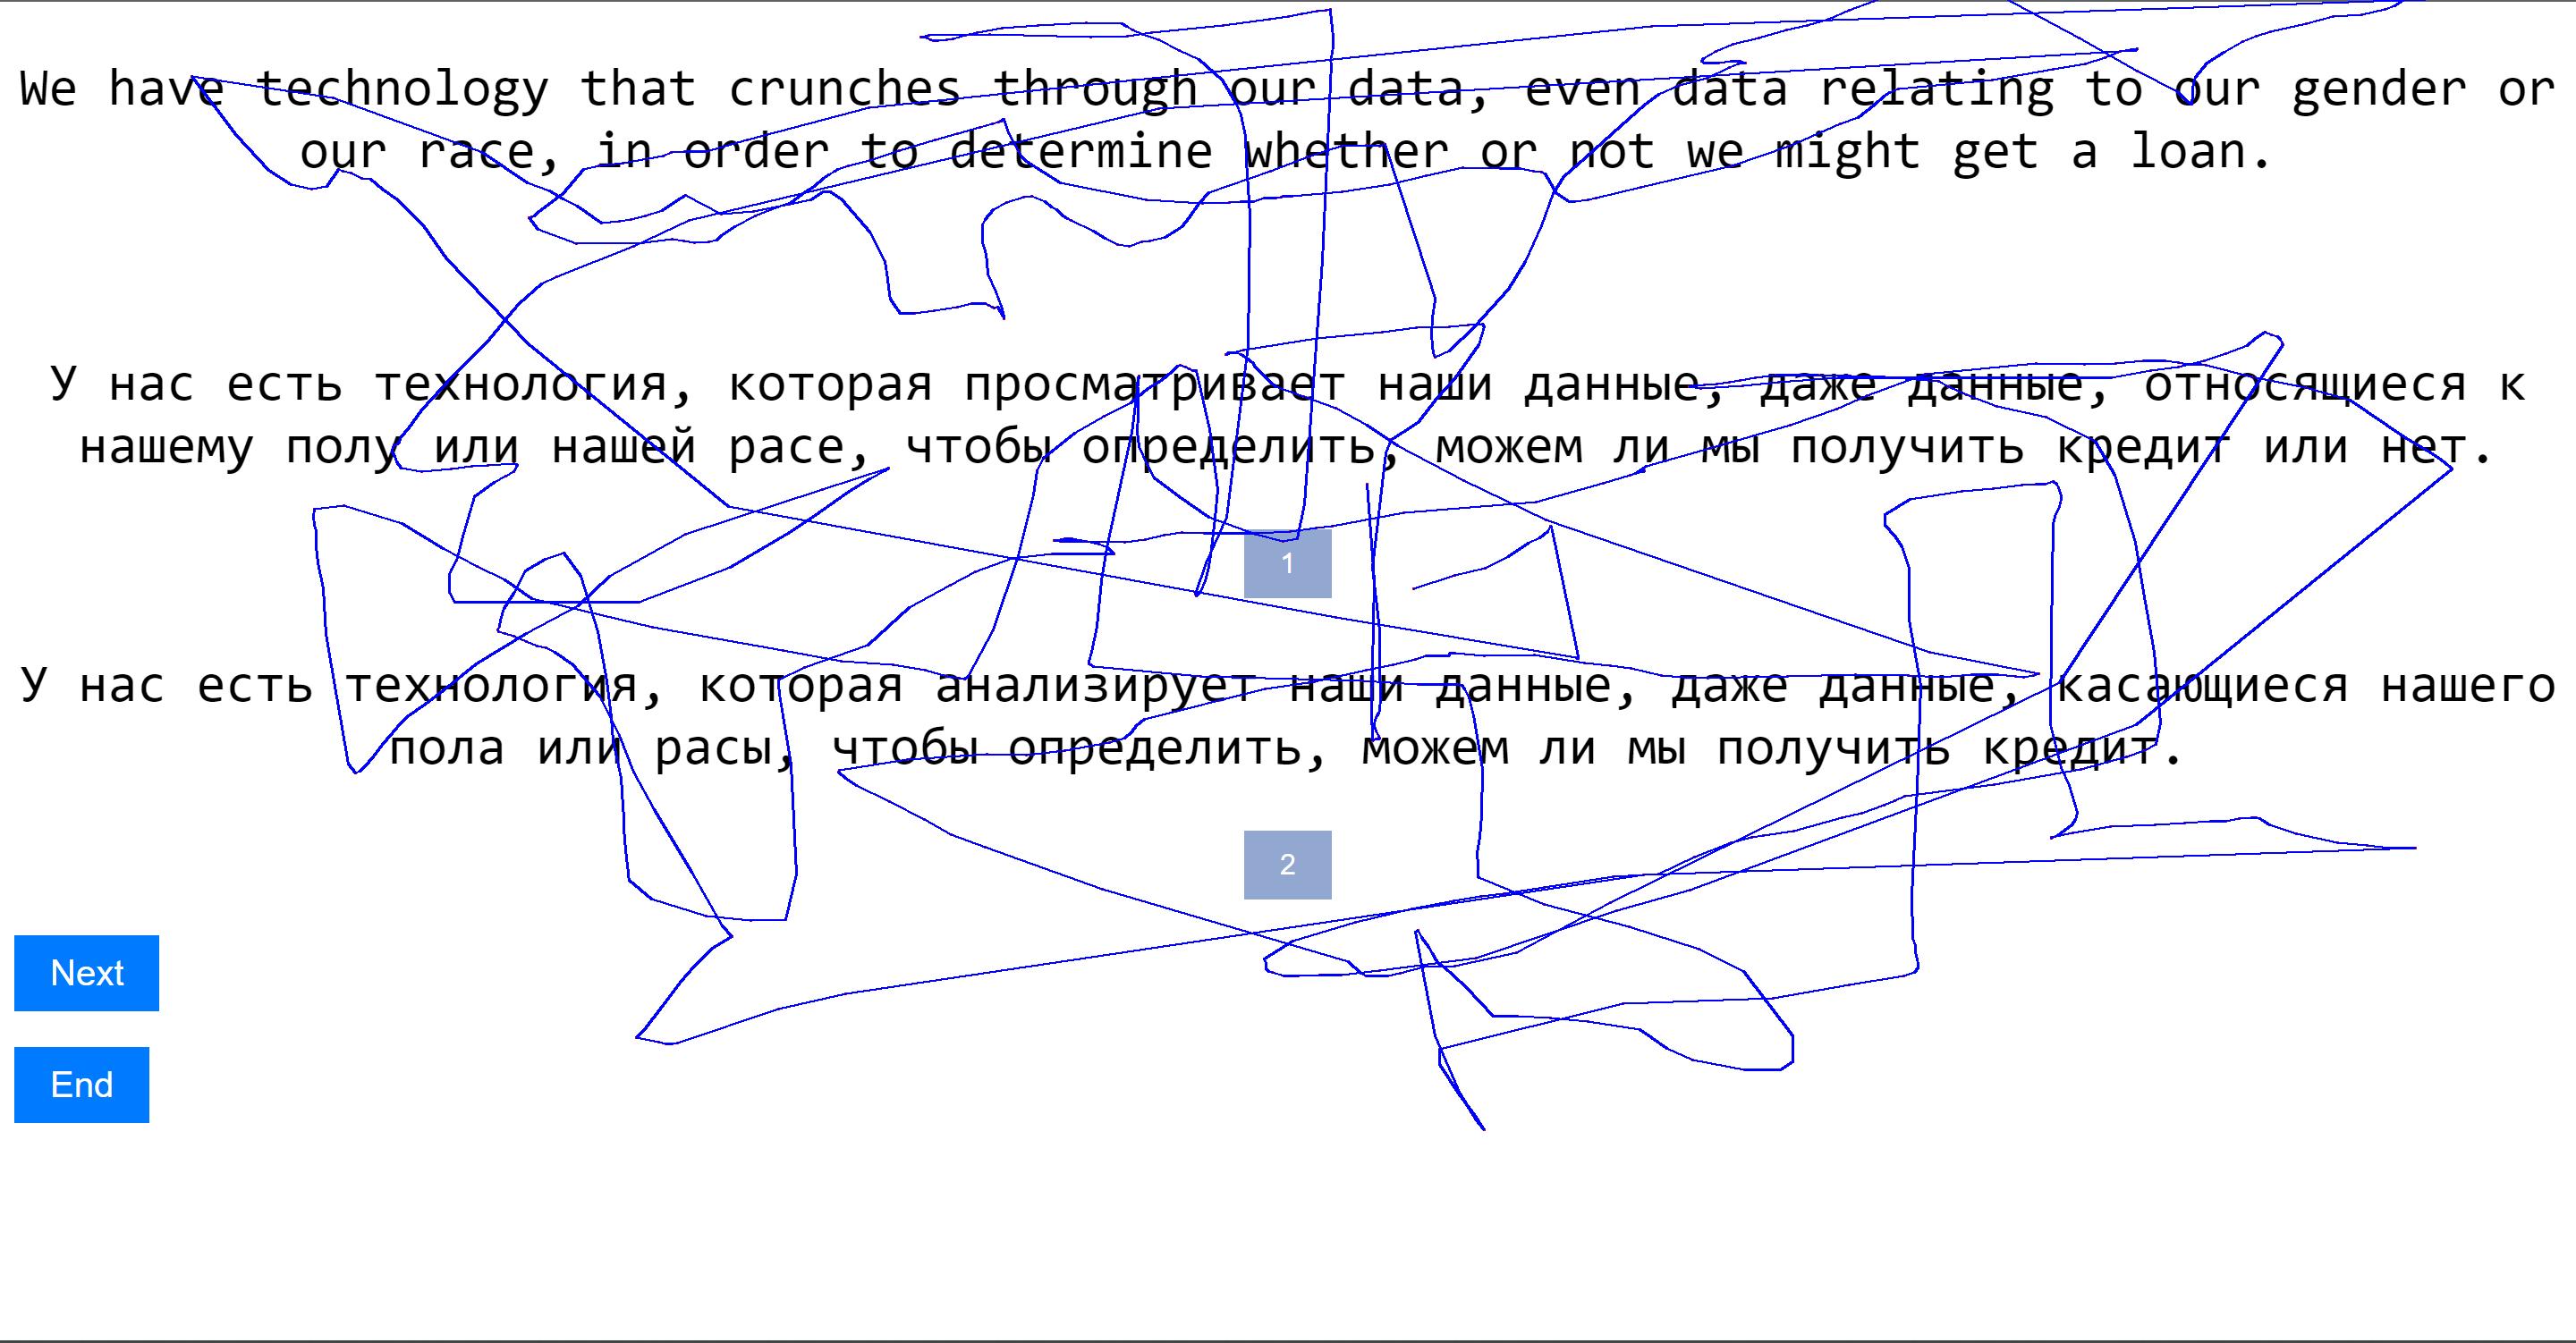 We have technology that crunches through our data, even data relating to our gender or
our race, in order to determine whether or not we might get a loan.
У нас есть технология, которая просматривает наши данные, даже данные, относящиеся к
нашему полу или нашей расе, чтобы определить, можем ли мы получить кредит или нет.
1
У нас есть технология, которая анализирует наши данные, даже данные, касающиеся нашего
пола или расы, чтобы определить, можем ли мы получить кредит.
2
Next
End